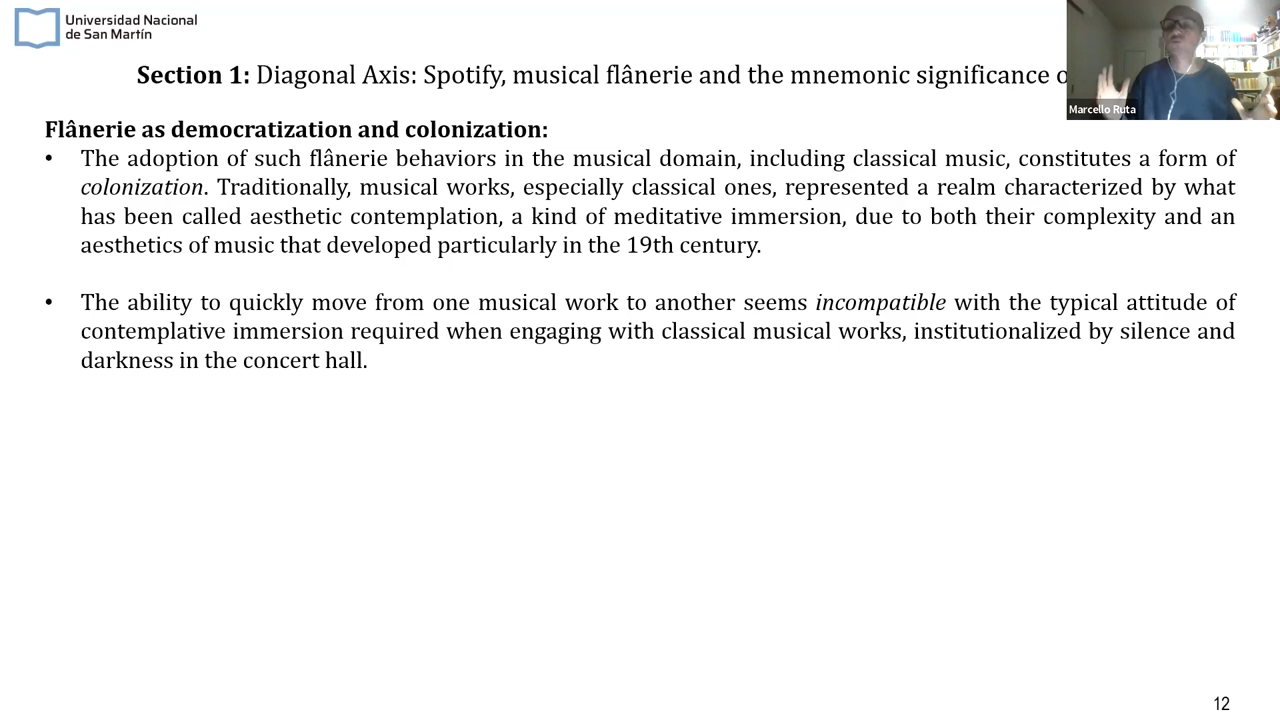 Universidad Nacional
de San Martín
Section 1: Diagonal Axis: Spotify, musical flânerie and the mnemonic significance
Marcello Ruta
Flânerie as democratization and colonization:
• The adoption of such flânerie behaviors in the musical domain, including classical music, constitutes a form of
colonization. Traditionally, musical works, especially classical ones, represented a realm characterized by what
has been called aesthetic contemplation, a kind of meditative immersion, due to both their complexity and an
aesthetics of music that developed particularly in the 19th century.
• The ability to quickly move from one musical work to another seems incompatible with the typical attitude of
contemplative immersion required when engaging with classical musical works, institutionalized by silence and
darkness in the concert hall.
12